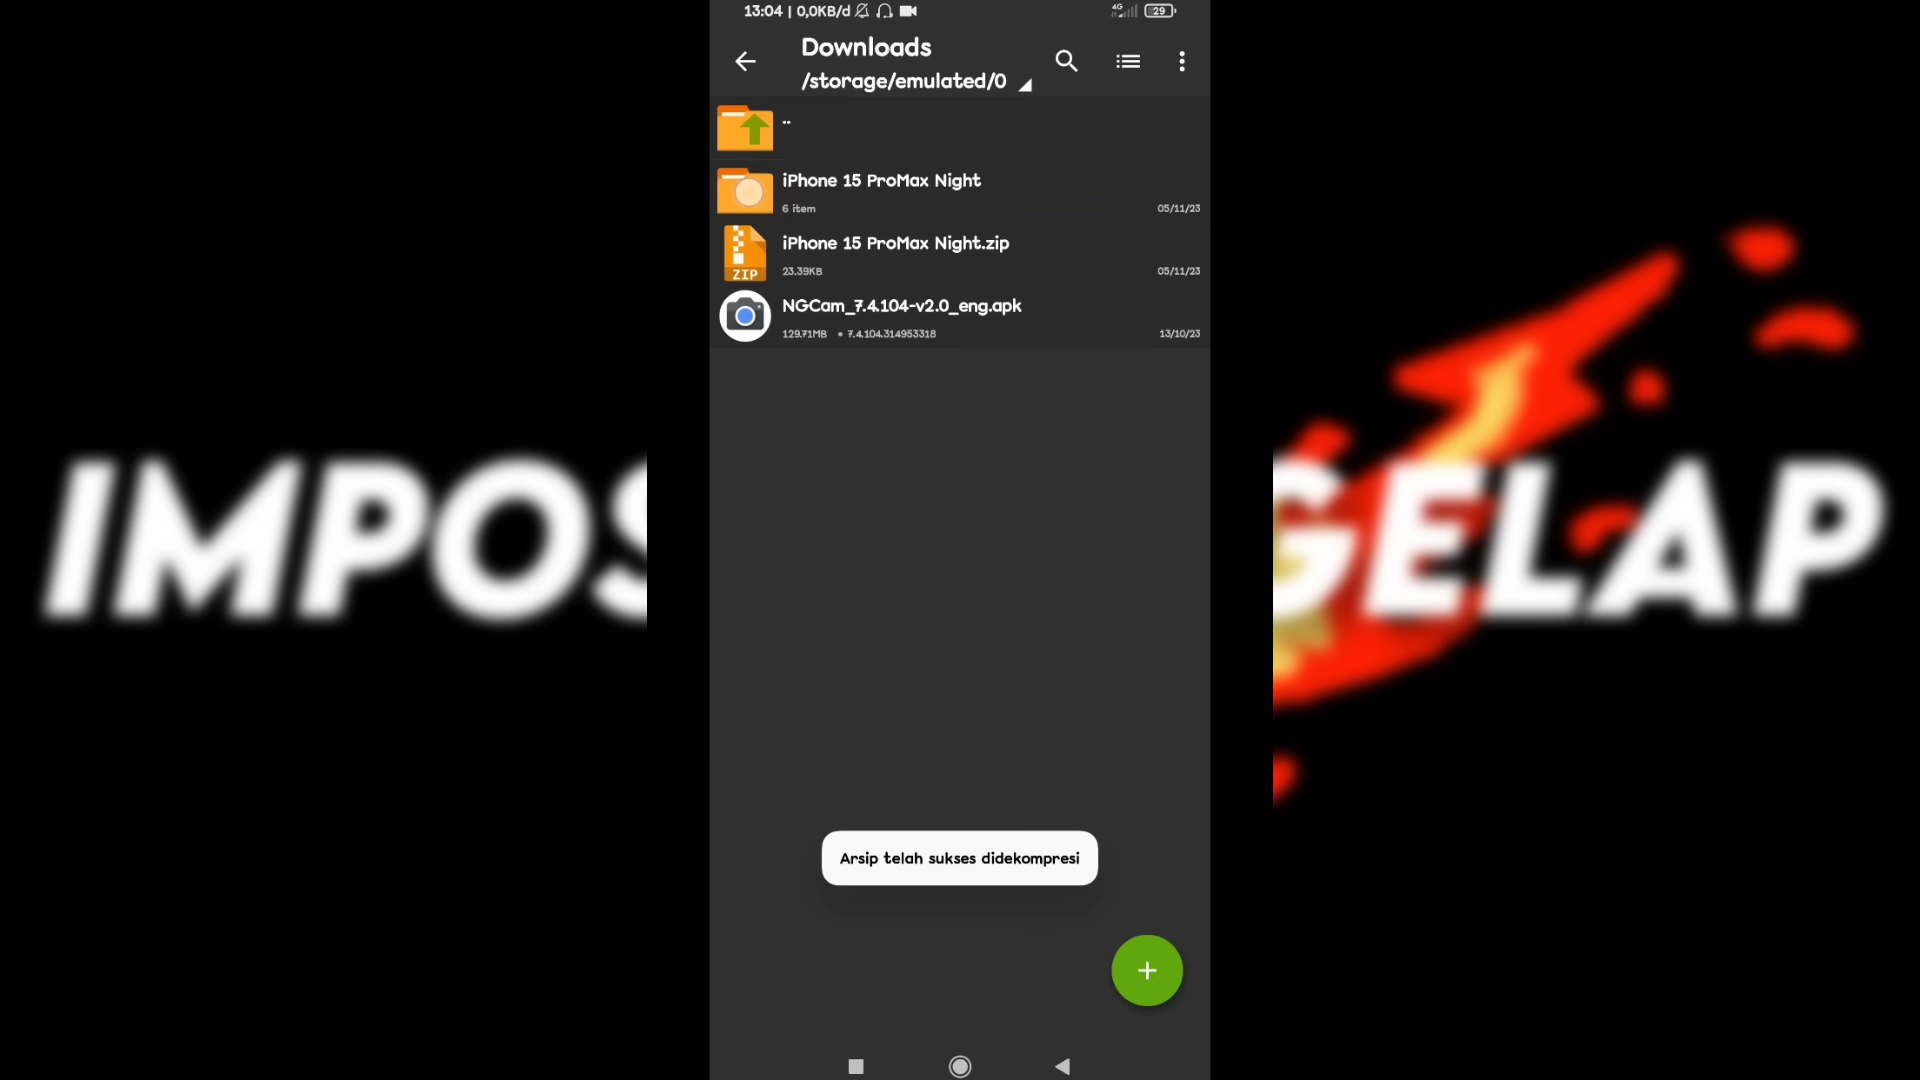 13:04 | 0,0KB/d
4G
29
Downloads
/storage/emulated/0
..
iPhone 15 ProMax Night
6 item
05/11/23
iPhone 15 ProMax Night.zip
23.39KB
05/11/23
ZIP
NGCam_7.4.104-v2.0_eng.apk
129.71MB • 7.4.104.314953318
13/10/23
IMPOS
GELAP
Arsip telah sukses didekompresi